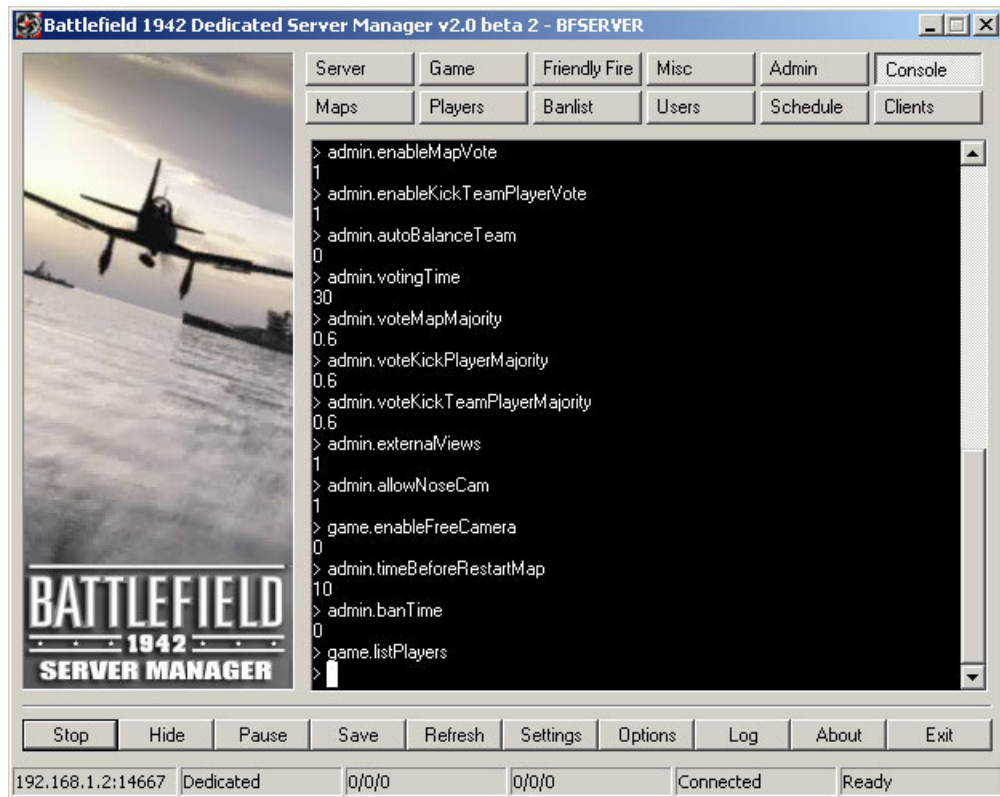 Battlefield 1942 Dedicated Server Manager v2.0 beta 2 - BFSERVER
Server Game Friendly Fire Misc Admin Console
Maps Players Banlist Users Schedule Clients
> admin.enableMapVote
1
> admin.enableKickTeamPlayerVote
1
> admin.autoBalanceTeam
0
> admin.votingTime
30
> admin.voteMapMajority
0.6
> admin.voteKickPlayerMajority
0.6
> admin.voteKickTeamPlayerMajority
0.6
> admin.externalViews
1
> admin.allowNoseCam
1
> game.enableFreeCamera
0
> admin.timeBeforeRestartMap
10
> admin.banTime
0
> game.listPlayers
>
BATTLEFIELD
1942
SERVER MANAGER
Stop Hide Pause Save Refresh Settings Options Log About Exit
192.168.1.2:14667 Dedicated 0/0/0 0/0/0 Connected Ready